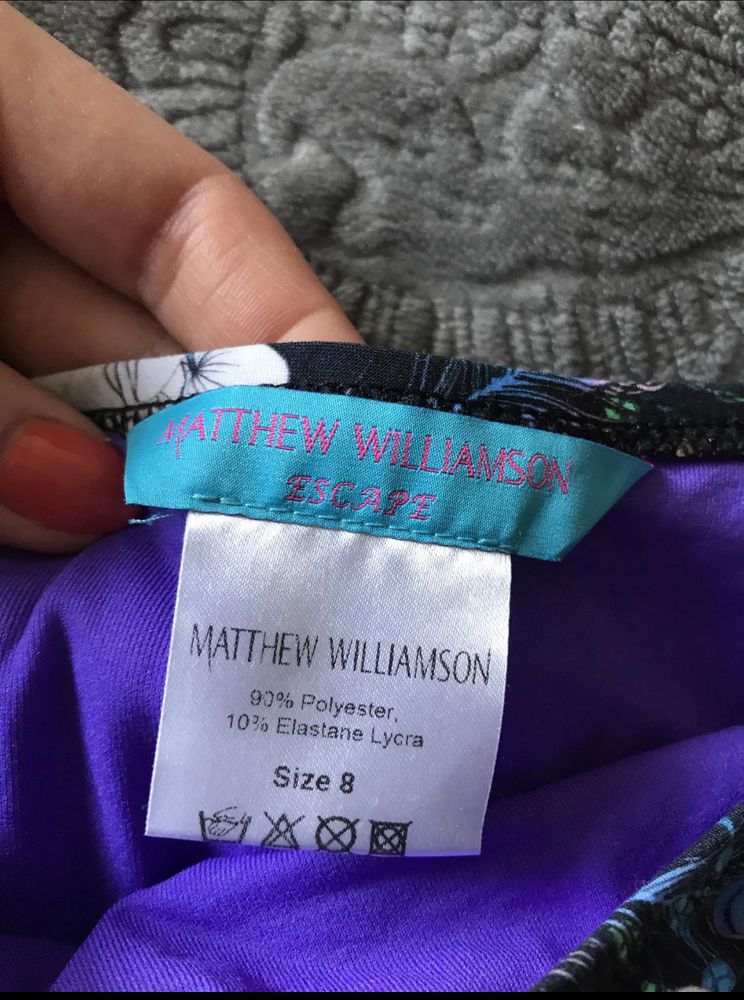 MATTHEW WILLIAMSON
ESCAPE
MATTHEW WILLIAMSON
90% Polyester,
10% Elastane Lycra
Size 8